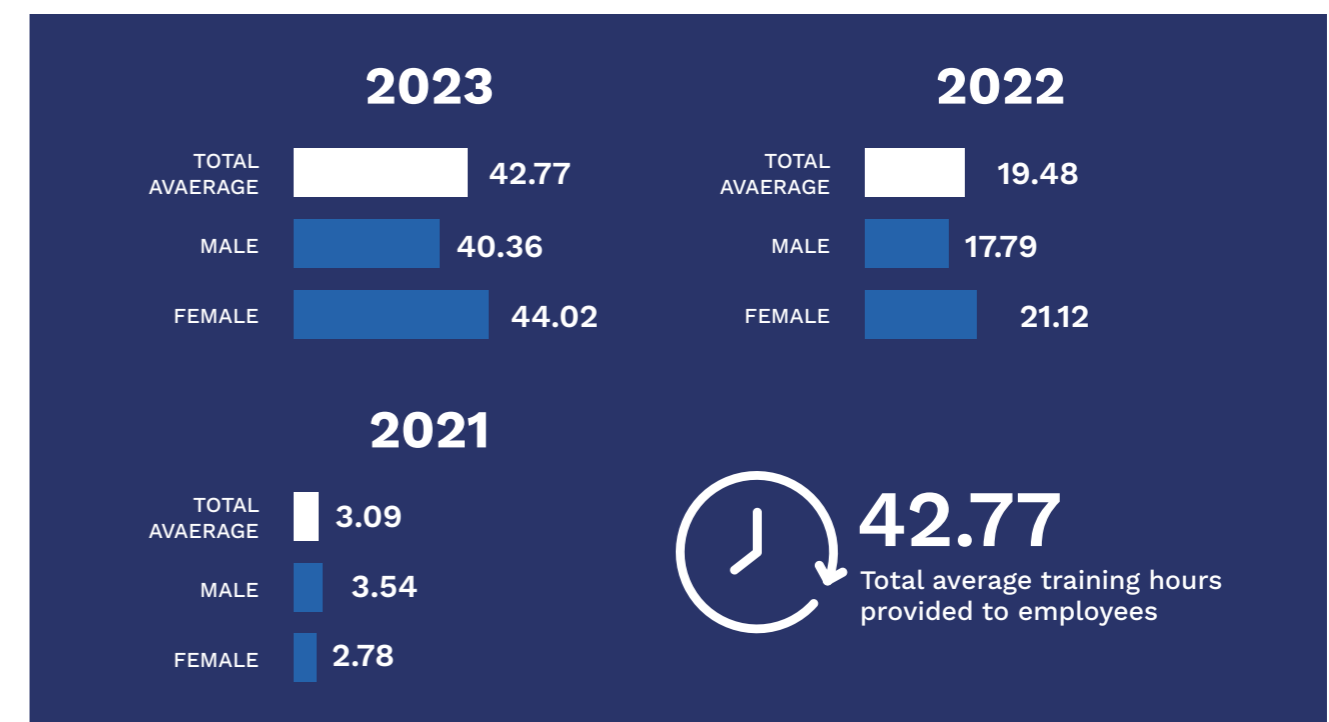 2023
TOTAL
AVAERAGE
42.77
MALE
40.36
FEMALE
44.02
2022
TOTAL
AVAERAGE
19.48
MALE
17.79
FEMALE
21.12
2021
TOTAL
AVAERAGE
3.09
MALE
3.54
FEMALE
2.78
42.77
Total average training hours
provided to employees